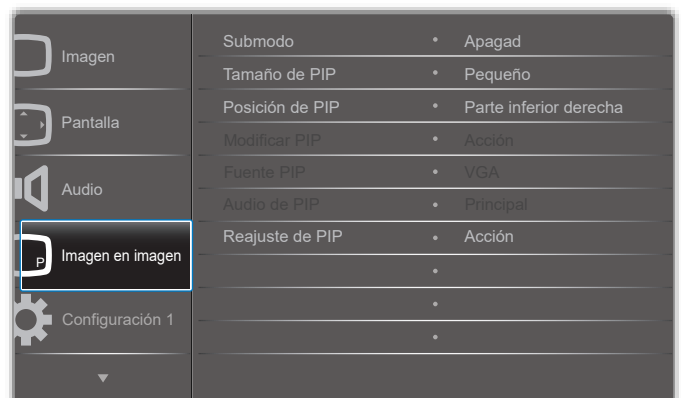 Imagen
Pantalla
Audio
P
Imagen en imagen
Configuración 1
Submodo • Apagad
Tamaño de PIP • Pequeño
Posición de PIP • Parte inferior derecha
Modificar PIP • Acción
Fuente PIP • VGA
Audio de PIP • Principal
Reajuste de PIP • Acción